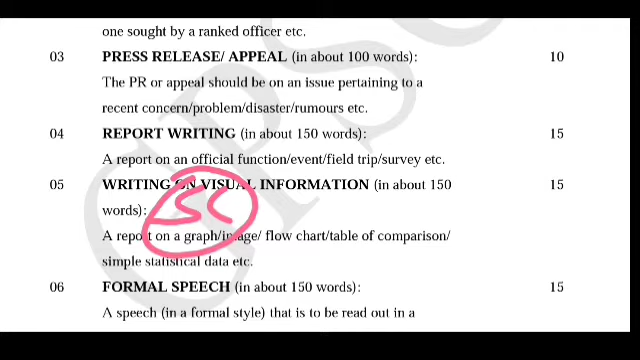 one sought by a ranked officer etc.
03 PRESS RELEASE/ APPEAL (in about 100 words): 10
The PR or appeal should be on an issue pertaining to a
recent concern/problem/disaster/rumours etc.
04 REPORT WRITING (in about 150 words): 15
A report on an official function/event/field trip/survey etc.
05 WRITING ON VISUAL INFORMATION (in about 150 15
words):
A report on a graph/image/ flow chart/table of comparison/
simple statistical data etc.
06 FORMAL SPEECH (in about 150 words): 15
A speech (in a formal style) that is to be read out in a
GPSC